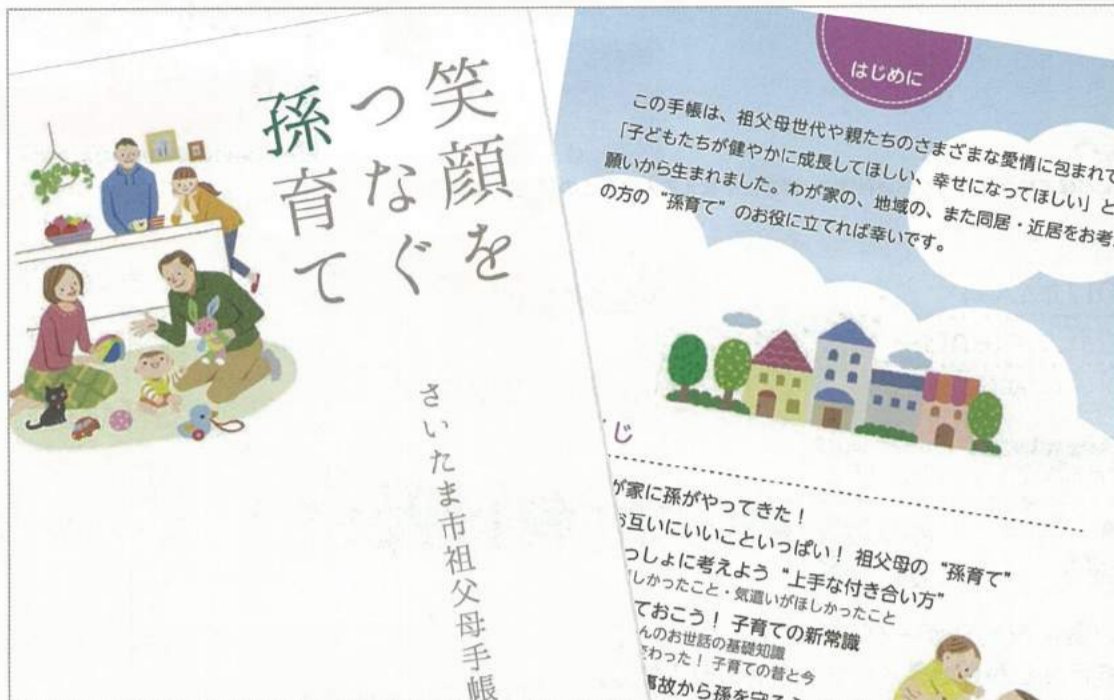 笑顔を
つなぐ
孫育て
さいたま市祖父母手帳
はじめに
この手帳は、祖父母世代や親たちのさまざまな愛情に包まれて
「子どもたちが健やかに成長してほしい、幸せになってほしい」と
願いから生まれました。わが家の、地域の、また同居・近居をお考
の方の“孫育て”のお役に立てれば幸いです。
じ
が家に孫がやってきた！
お互いにいいこといっぱい！ 祖父母の“孫育て”
っしょに考えよう“上手な付き合い方”
しかったこと・気遣いがほしかったこと
ておこう！ 子育ての新常識
んのお世話の基礎知識
変わった！ 子育ての昔と今
事故から孫を守る